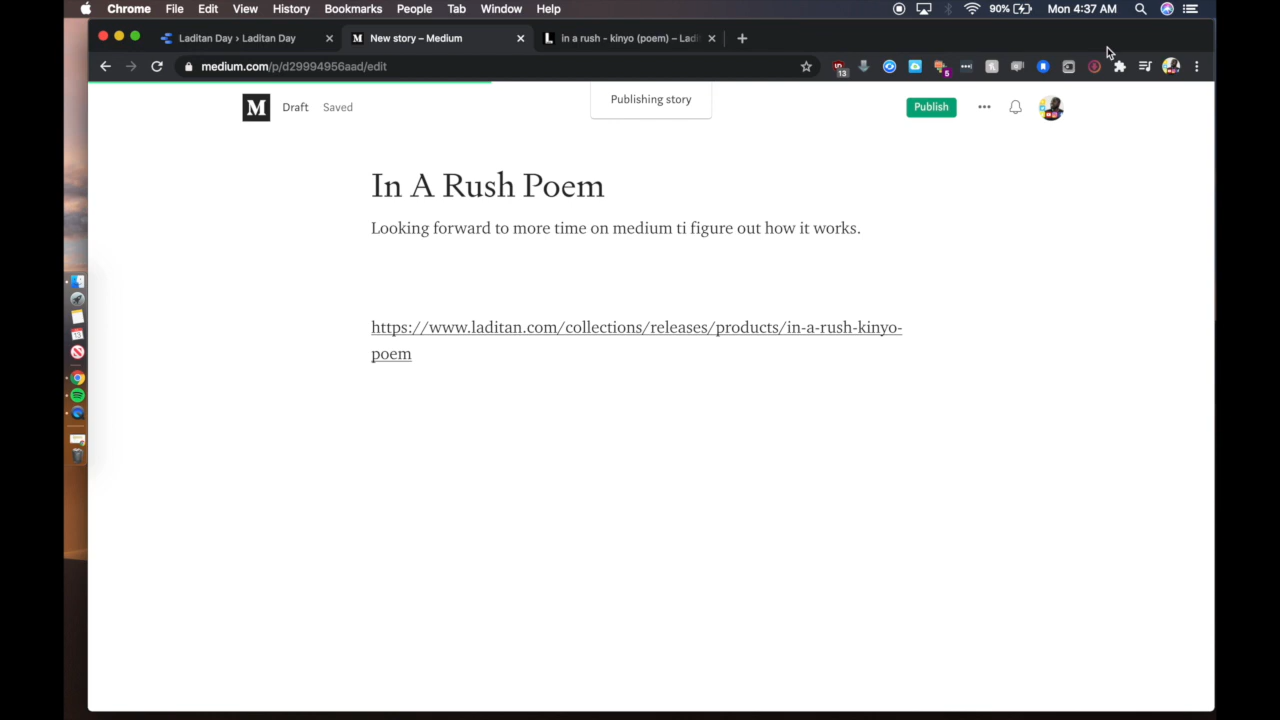 Chrome File Edit View History Bookmarks People Tab Window Help 90% Mon 4:37 AM
Laditan Day › Laditan Day New story – Medium L in a rush - kinyo (poem) – Ladi
medium.com/p/d29994956aad/edit 13 5
M Draft Saved Publishing story Publish
In A Rush Poem
Looking forward to more time on medium ti figure out how it works.
https://www.laditan.com/collections/releases/products/in-a-rush-kinyo-
poem